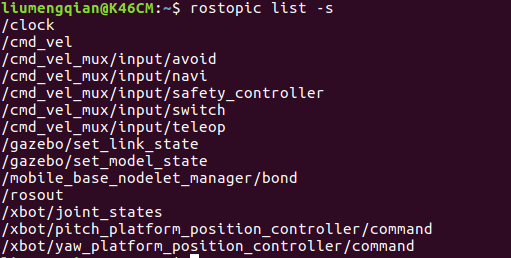 liumengqian@K46CM:~$ rostopic list -s
/clock
/cmd_vel
/cmd_vel_mux/input/avoid
/cmd_vel_mux/input/navi
/cmd_vel_mux/input/safety_controller
/cmd_vel_mux/input/switch
/cmd_vel_mux/input/teleop
/gazebo/set_link_state
/gazebo/set_model_state
/mobile_base_nodelet_manager/bond
/rosout
/xbot/joint_states
/xbot/pitch_platform_position_controller/command
/xbot/yaw_platform_position_controller/command